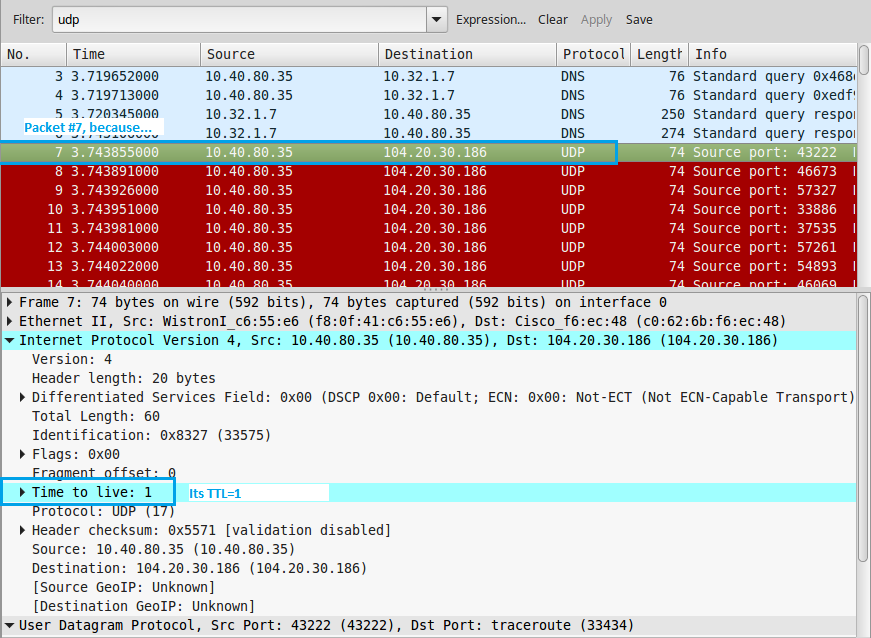 Filter: udp Expression... Clear Apply Save
No. Time Source Destination Protocol Length Info
3 3.719652000 10.40.80.35 10.32.1.7 DNS 76 Standard query 0x468
4 3.719713000 10.40.80.35 10.32.1.7 DNS 76 Standard query 0xedf
5 3.720345000 10.32.1.7 10.40.80.35 DNS 250 Standard query respo
Packet #7, because...
10.32.1.7 10.40.80.35 DNS 274 Standard query respo
7 3.743855000 10.40.80.35 104.20.30.186 UDP 74 Source port: 43222
8 3.743891000 10.40.80.35 104.20.30.186 UDP 74 Source port: 46673
9 3.743926000 10.40.80.35 104.20.30.186 UDP 74 Source port: 57327
10 3.743951000 10.40.80.35 104.20.30.186 UDP 74 Source port: 33886
11 3.743981000 10.40.80.35 104.20.30.186 UDP 74 Source port: 37535
12 3.744003000 10.40.80.35 104.20.30.186 UDP 74 Source port: 57261
13 3.744022000 10.40.80.35 104.20.30.186 UDP 74 Source port: 54893
14 3.744040000 10.40.80.35 104.20.30.186 UDP 74 Source port: 46069
Frame 7: 74 bytes on wire (592 bits), 74 bytes captured (592 bits) on interface 0
Ethernet II, Src: WistronI_c6:55:e6 (f8:0f:41:c6:55:e6), Dst: Cisco_f6:ec:48 (c0:62:6b:f6:ec:48)
Internet Protocol Version 4, Src: 10.40.80.35 (10.40.80.35), Dst: 104.20.30.186 (104.20.30.186)
Version: 4
Header length: 20 bytes
Differentiated Services Field: 0x00 (DSCP 0x00: Default; ECN: 0x00: Not-ECT (Not ECN-Capable Transport)
Total Length: 60
Identification: 0x8327 (33575)
Flags: 0x00
Fragment offset: 0
Time to live: 1 Its TTL=1
Protocol: UDP (17)
Header checksum: 0x5571 [validation disabled]
Source: 10.40.80.35 (10.40.80.35)
Destination: 104.20.30.186 (104.20.30.186)
[Source GeoIP: Unknown]
[Destination GeoIP: Unknown]
User Datagram Protocol, Src Port: 43222 (43222), Dst Port: traceroute (33434)